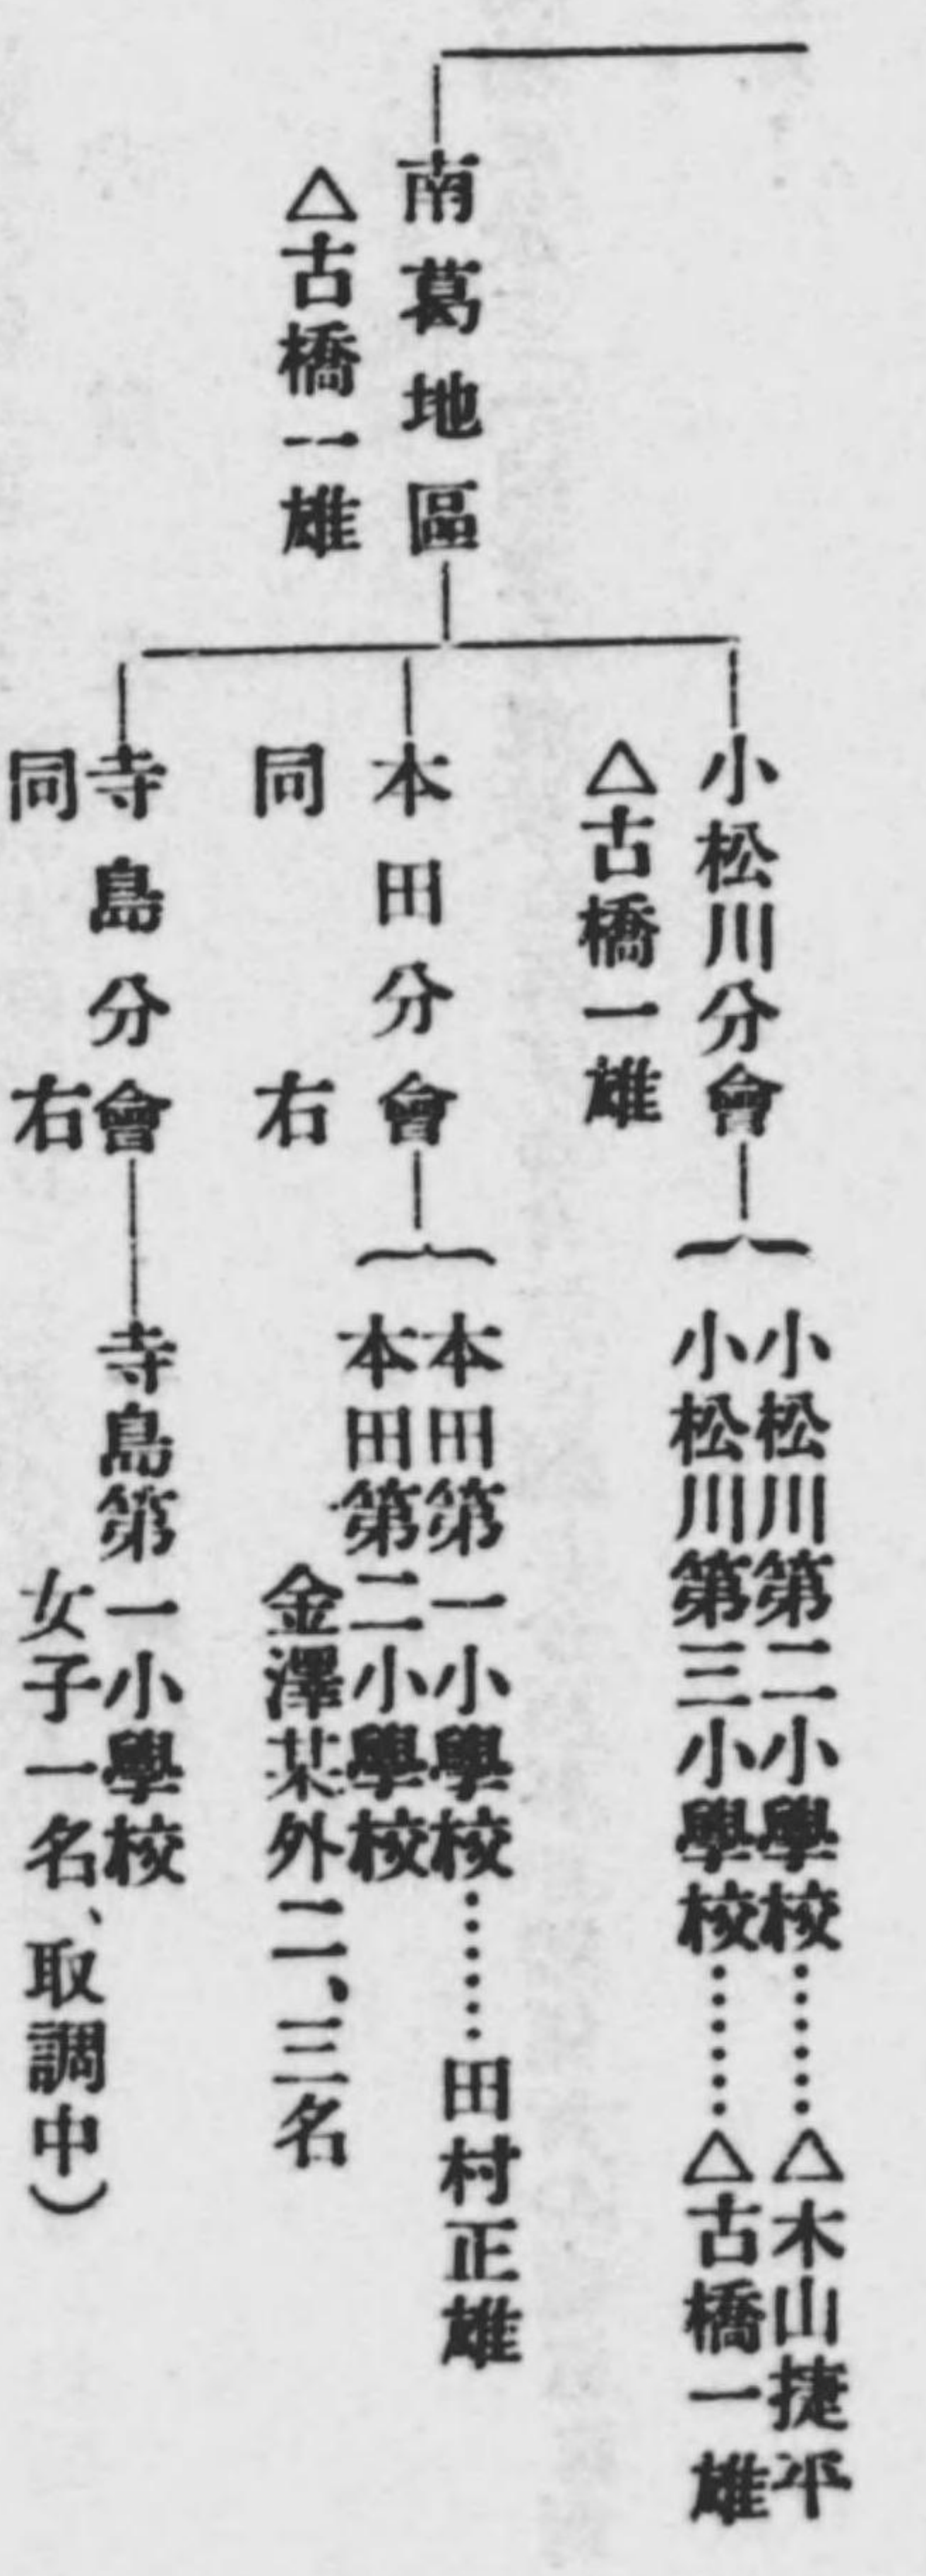 南葛地區
△古橋一雄
小松川分會
△古橋一雄
小松川第二小學校……△木山捷平
小松川第三小學校……△古橋一雄
本田分會
同右
本田第一小學校……田村正雄
本田第二小學校
金澤某外二、三名
寺島分會
同右
寺島第一小學校
女子一名、取調中)